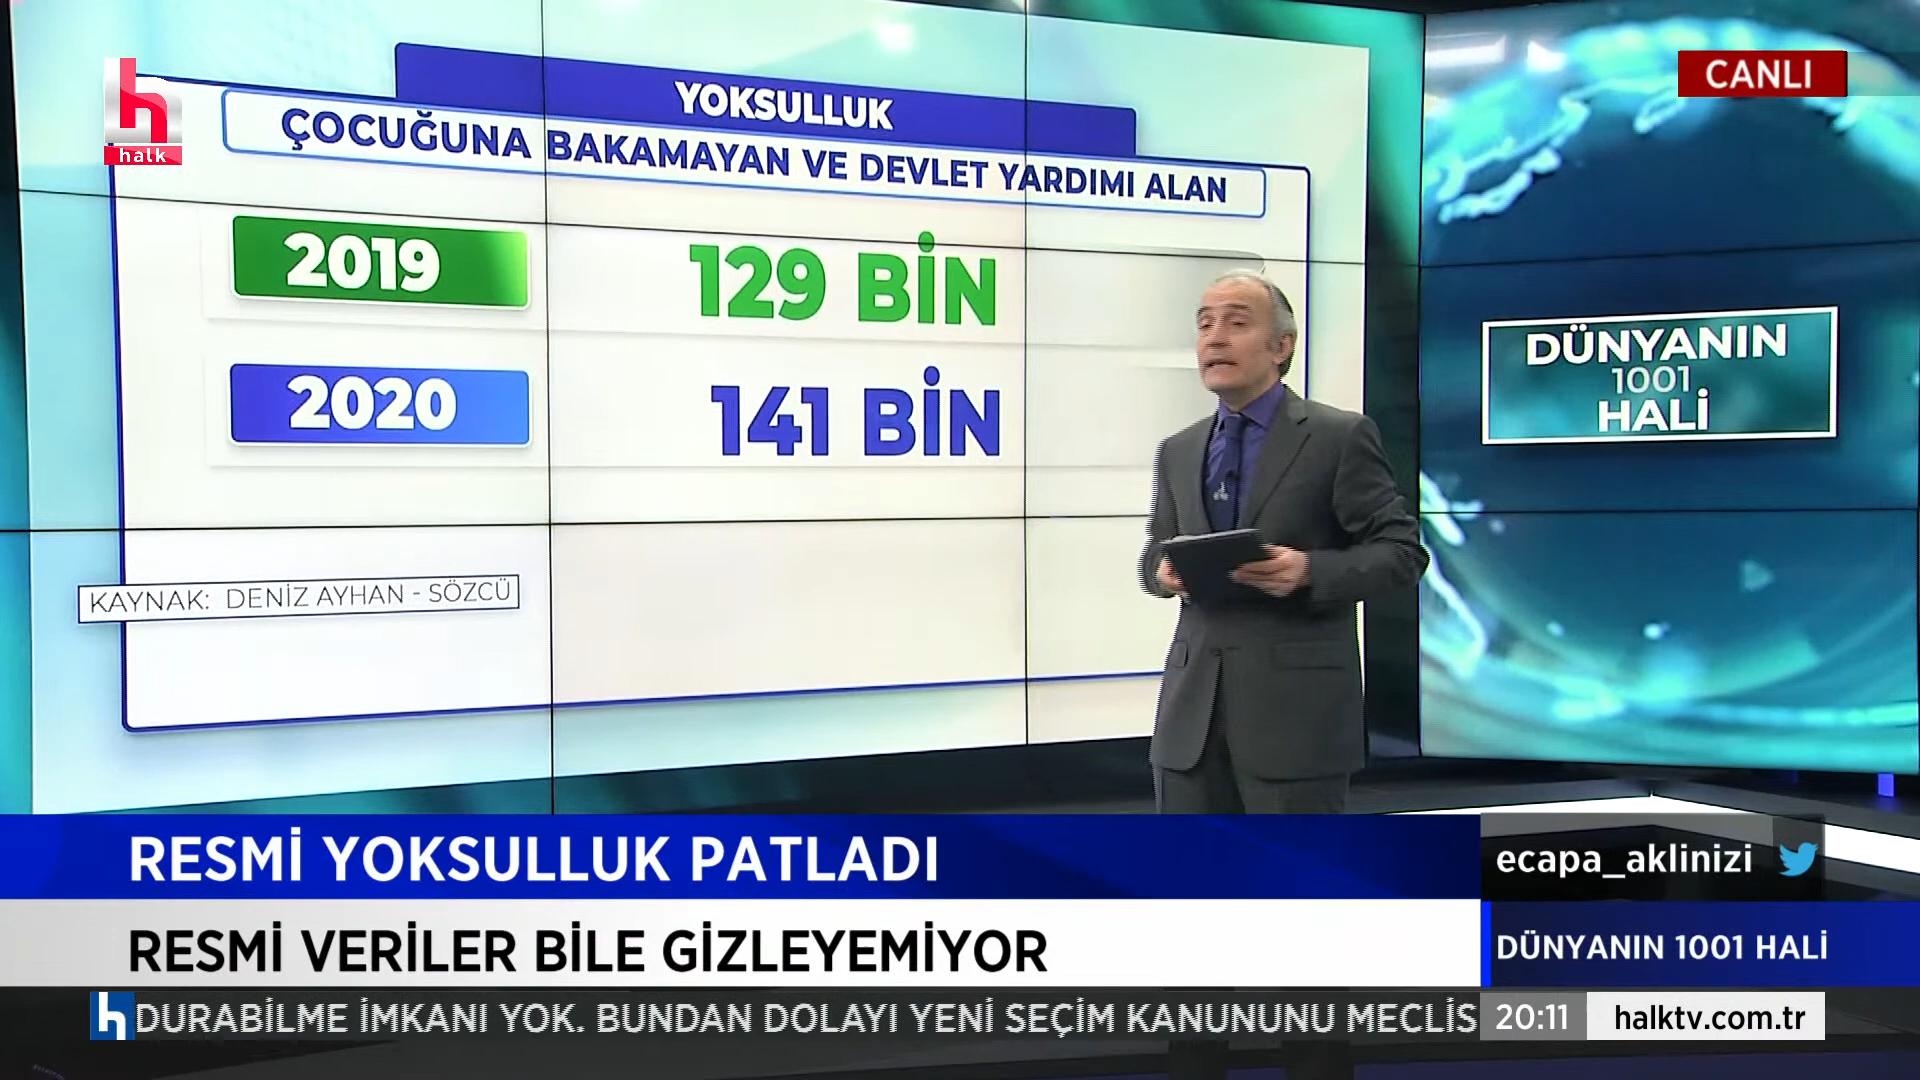 h
halk
CANLI
YOKSULLUK
ÇOCUĞUNA BAKAMAYAN VE DEVLET YARDIMI ALAN
2019 129 BİN
2020 141 BİN
KAYNAK: DENİZ AYHAN - SÖZCÜ
DÜNYANIN
1001
HALİ
RESMİ YOKSULLUK PATLADI
ecapa_aklinizi
RESMİ VERİLER BİLE GİZLEYEMİYOR
DÜNYANIN 1001 HALİ
h DURABİLME İMKANI YOK. BUNDAN DOLAYI YENİ SEÇİM KANUNUNU MECLİS
20:11
halktv.com.tr